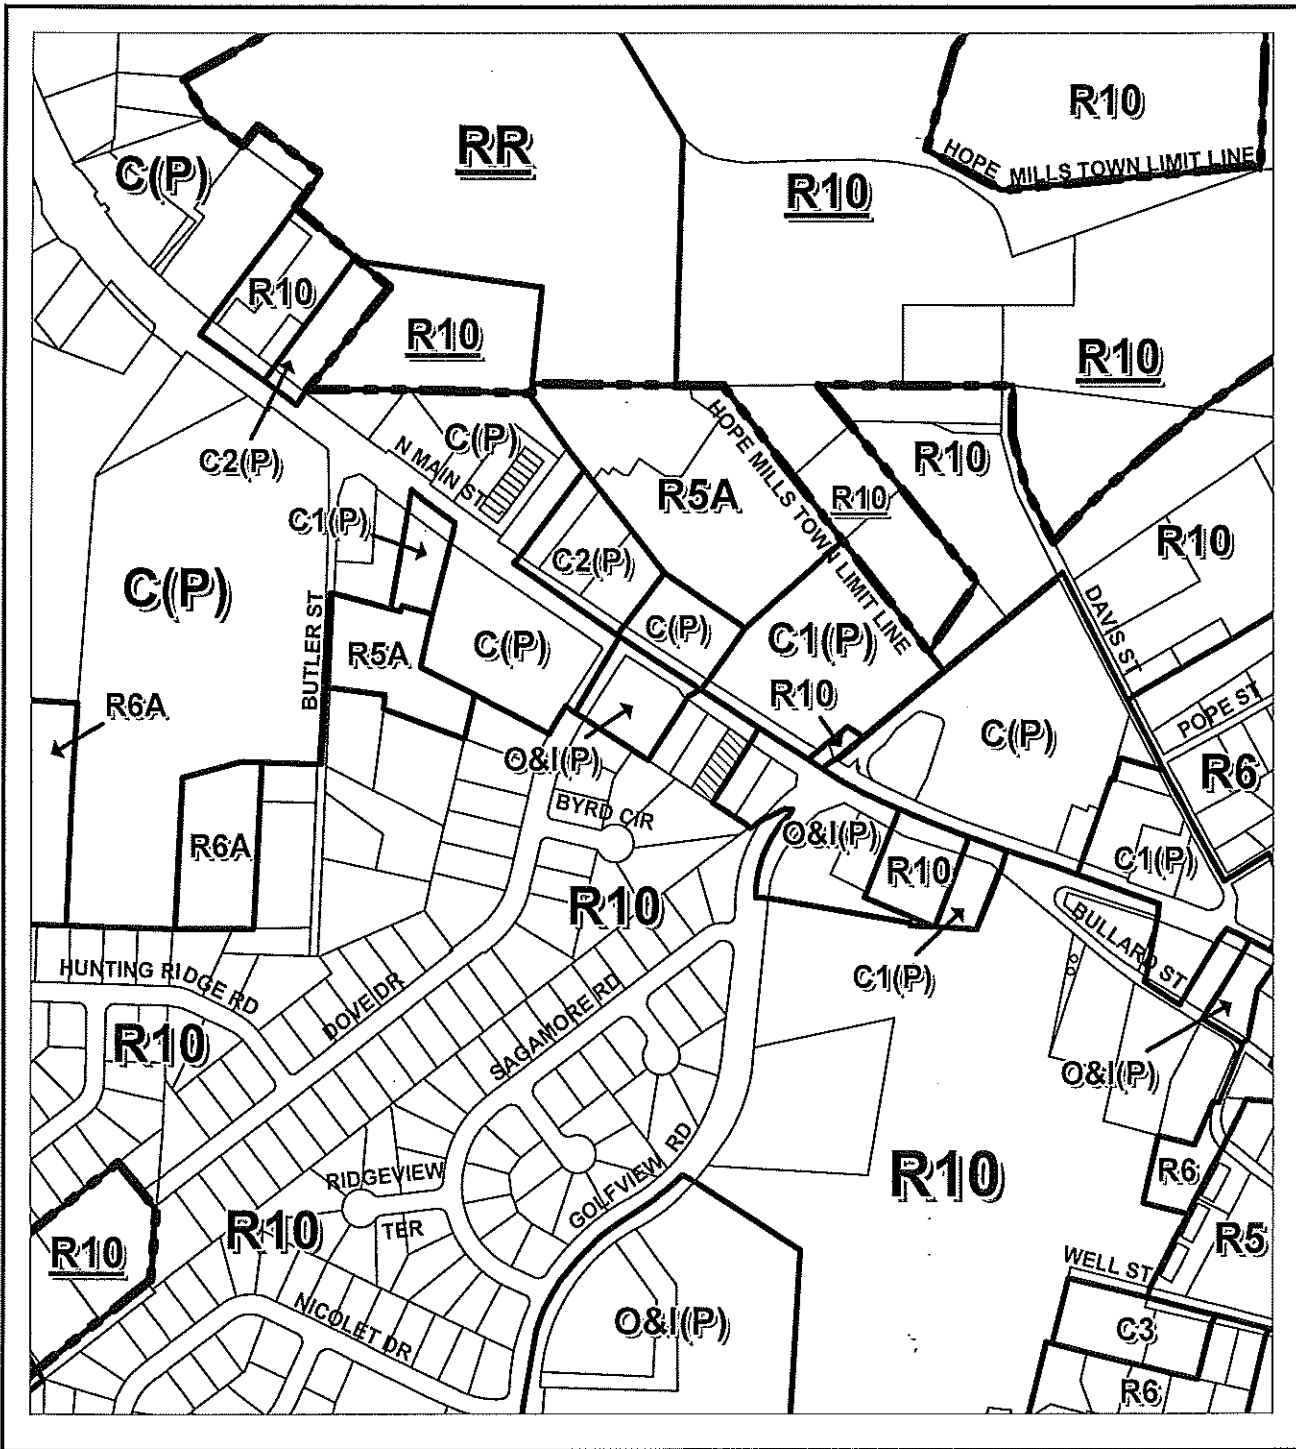 R10
HOPE MILLS TOWN LIMIT LINE
RR
C(P)
R10
R10
R10
R10
C2(P)
C(P)
N MAIN ST
HOPE MILLS TOWN LIMIT LINE
R10
R10
R5A
R10
C1(P)
C2(P)
R10
C(P)
BUTLER ST
C(P)
C(P)
C1(P)
DAVIS ST
R5A
R10
POPE ST
R6A
C(P)
O&I(P)
R6
BYRD CIR
O&I(P)
R6A
R10
C1(P)
R10
BULLARD ST
C1(P)
HUNTING RIDGE RD
DOVE DR
SAGAMORE RD
R10
O&I(P)
RIDGEVIEW
TER
GOLFVIEW RD
R10
R6
R10
R10
R5
WELL ST
NICOLET DR
O&I(P)
C3
R6